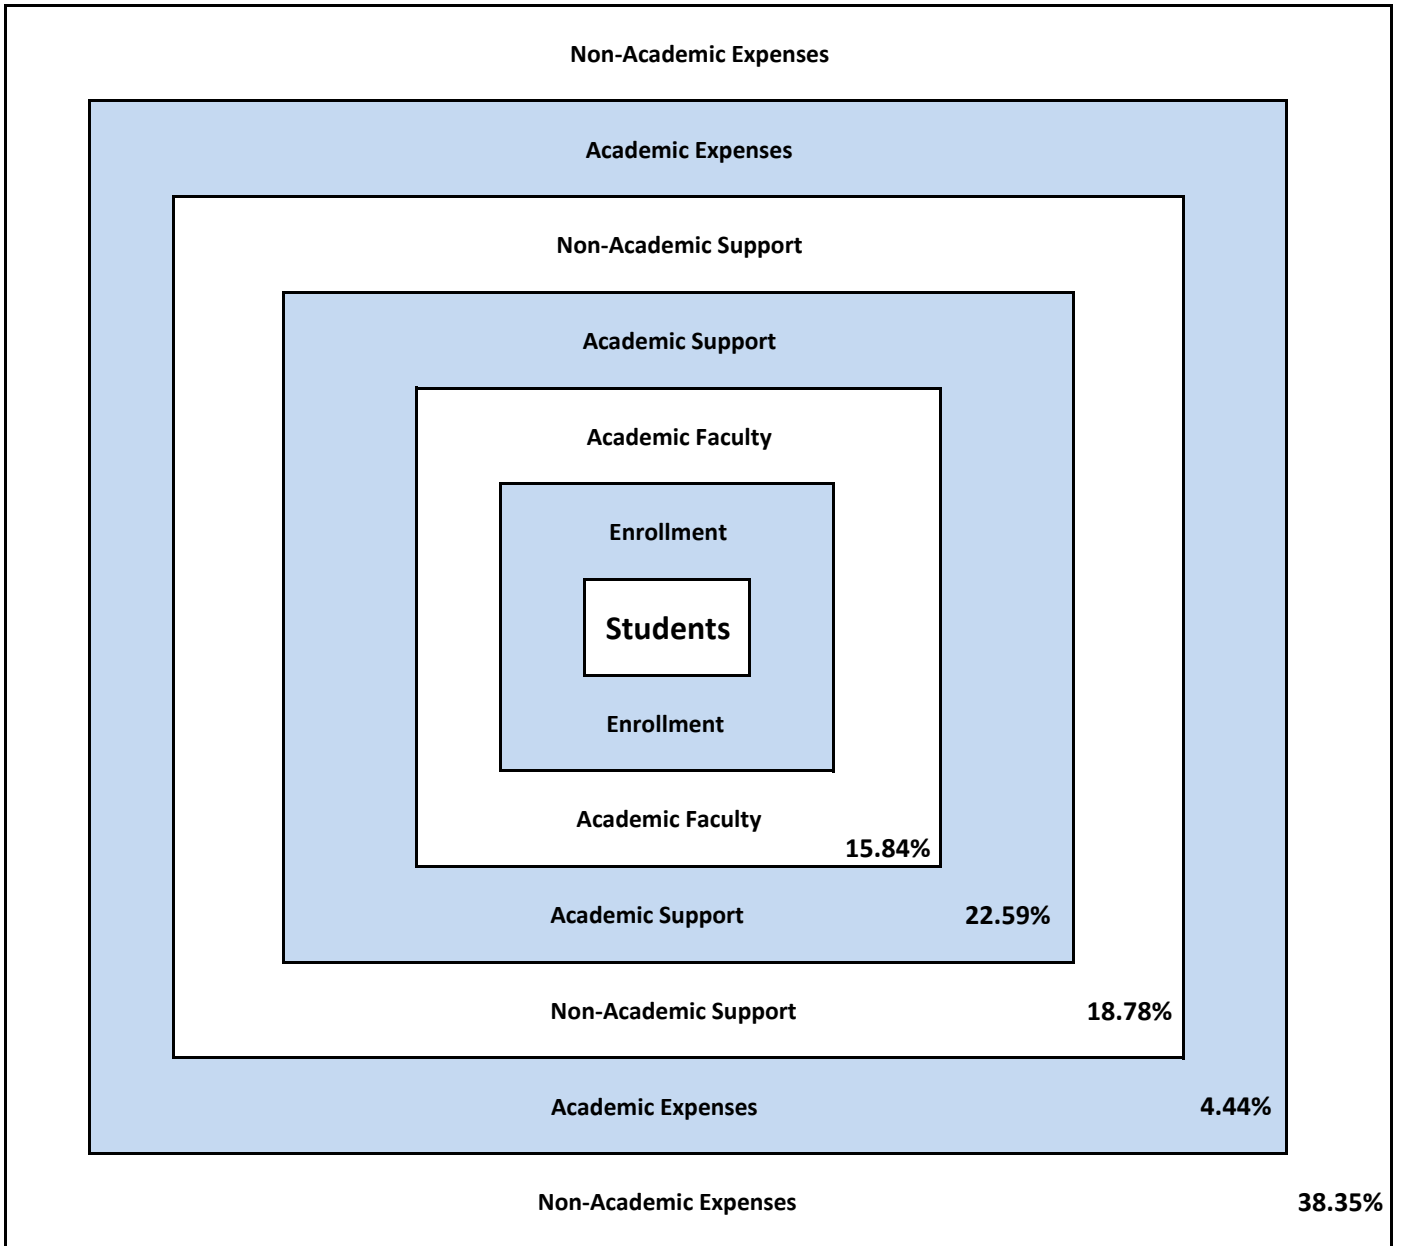 Non-Academic Expenses
Academic Expenses
Non-Academic Support
Academic Support
Academic Faculty
Enrollment
Students
Enrollment
Academic Faculty
15.84%
Academic Support 22.59%
Non-Academic Support 18.78%
Academic Expenses 4.44%
Non-Academic Expenses 38.35%